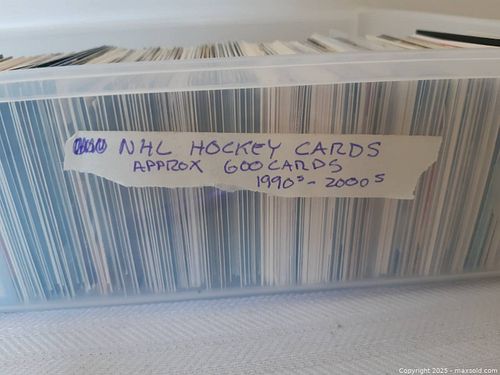 NHL HOCKEY CARDS
APPROX 600 CARDS
1990s - 2000s
Copyright 2025 - maxsold.com